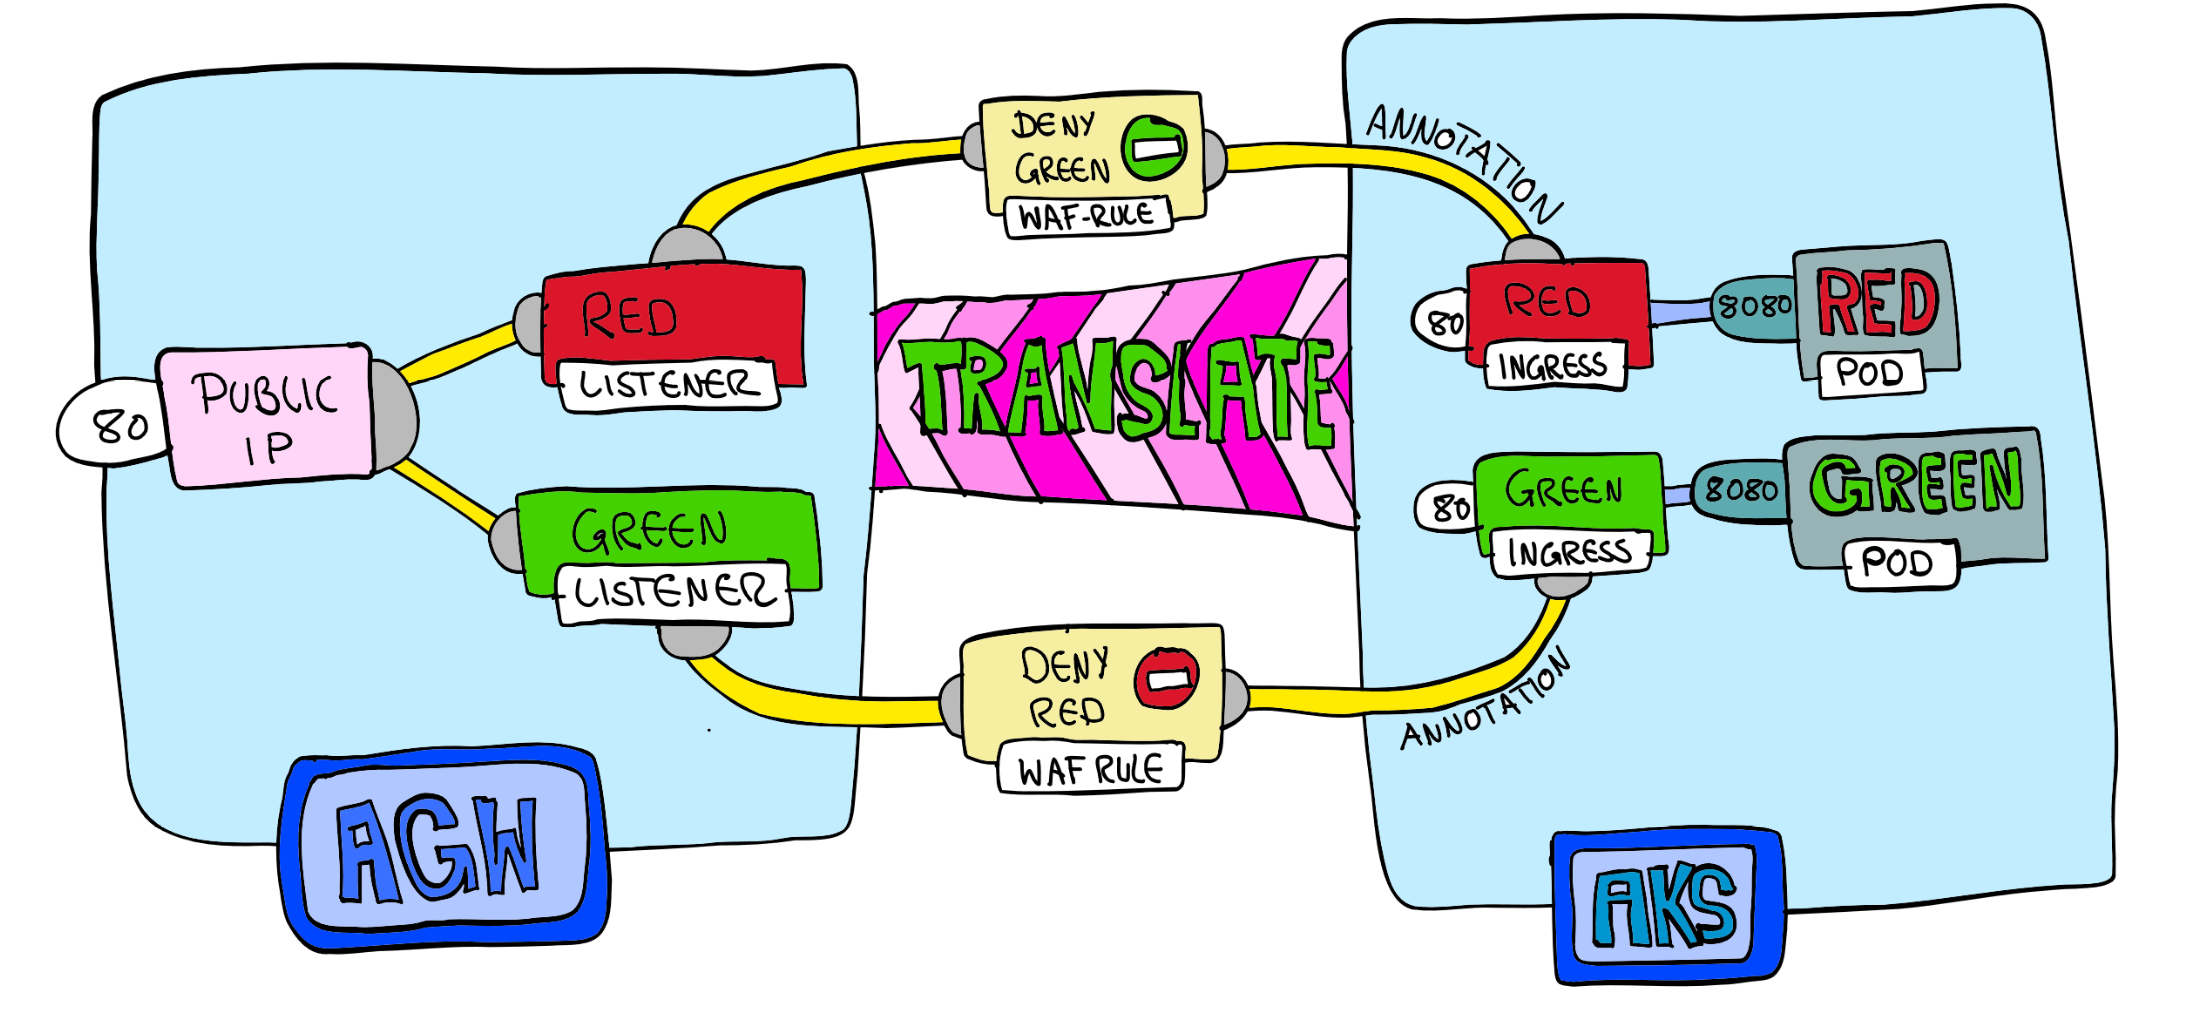 DENY
GREEN
WAF-RULE
ANNOTATION
RED
LISTENER
80
PUBLIC
IP
GREEN
LISTENER
TRANSLATE
80
RED
INGRESS
8080
RED
POD
80
GREEN
INGRESS
8080
GREEN
POD
DENY
RED
WAF RULE
ANNOTATION
AGW
AKS